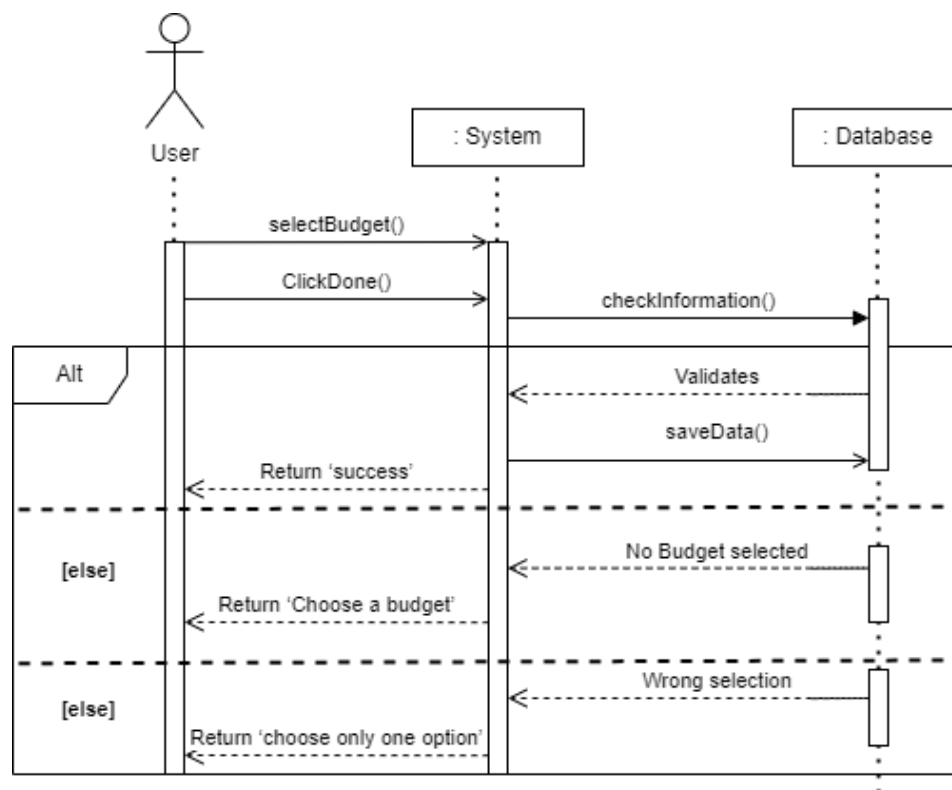 User
: System
: Database
selectBudget()
ClickDone()
checkInformation()
Alt
Validates
saveData()
Return ‘success’
No Budget selected
[else]
Return ‘Choose a budget’
Wrong selection
[else]
Return ‘choose only one option’